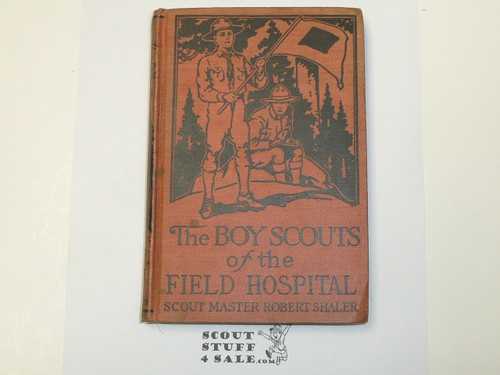 The BOY SCOUTS
of the
FIELD HOSPITAL
SCOUT MASTER ROBERT SHALER
SCOUT
STUFF
4 SALE.com